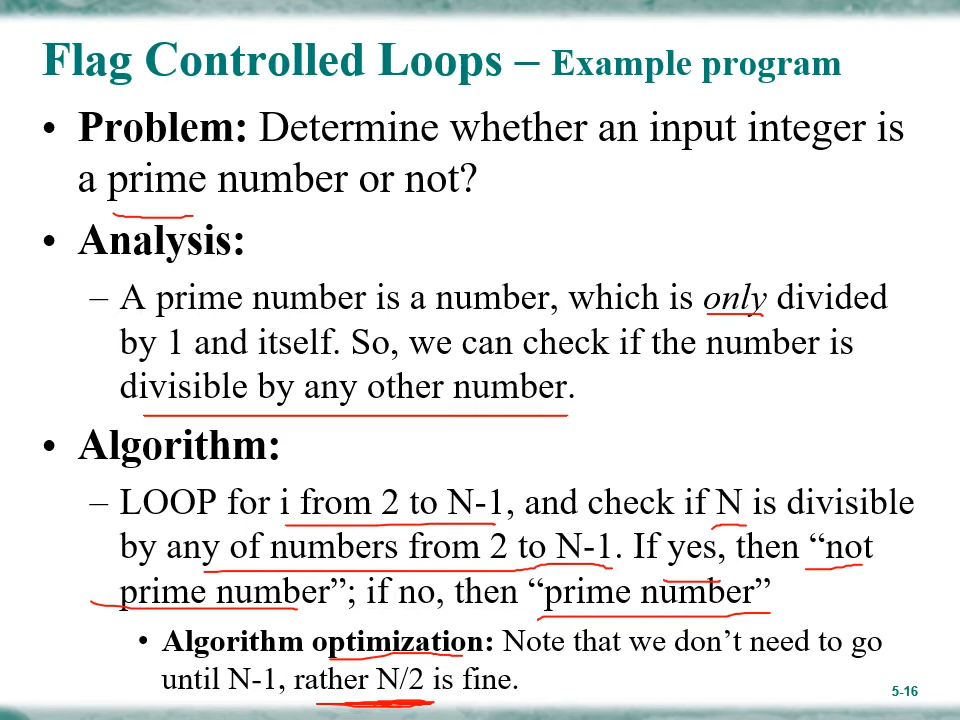 Flag Controlled Loops – Example program
• Problem: Determine whether an input integer is
a prime number or not?
• Analysis:
– A prime number is a number, which is only divided
by 1 and itself. So, we can check if the number is
divisible by any other number.
• Algorithm:
– LOOP for i from 2 to N-1, and check if N is divisible
by any of numbers from 2 to N-1. If yes, then “not
prime number”; if no, then “prime number”
• Algorithm optimization: Note that we don’t need to go
until N-1, rather N/2 is fine.
5-16